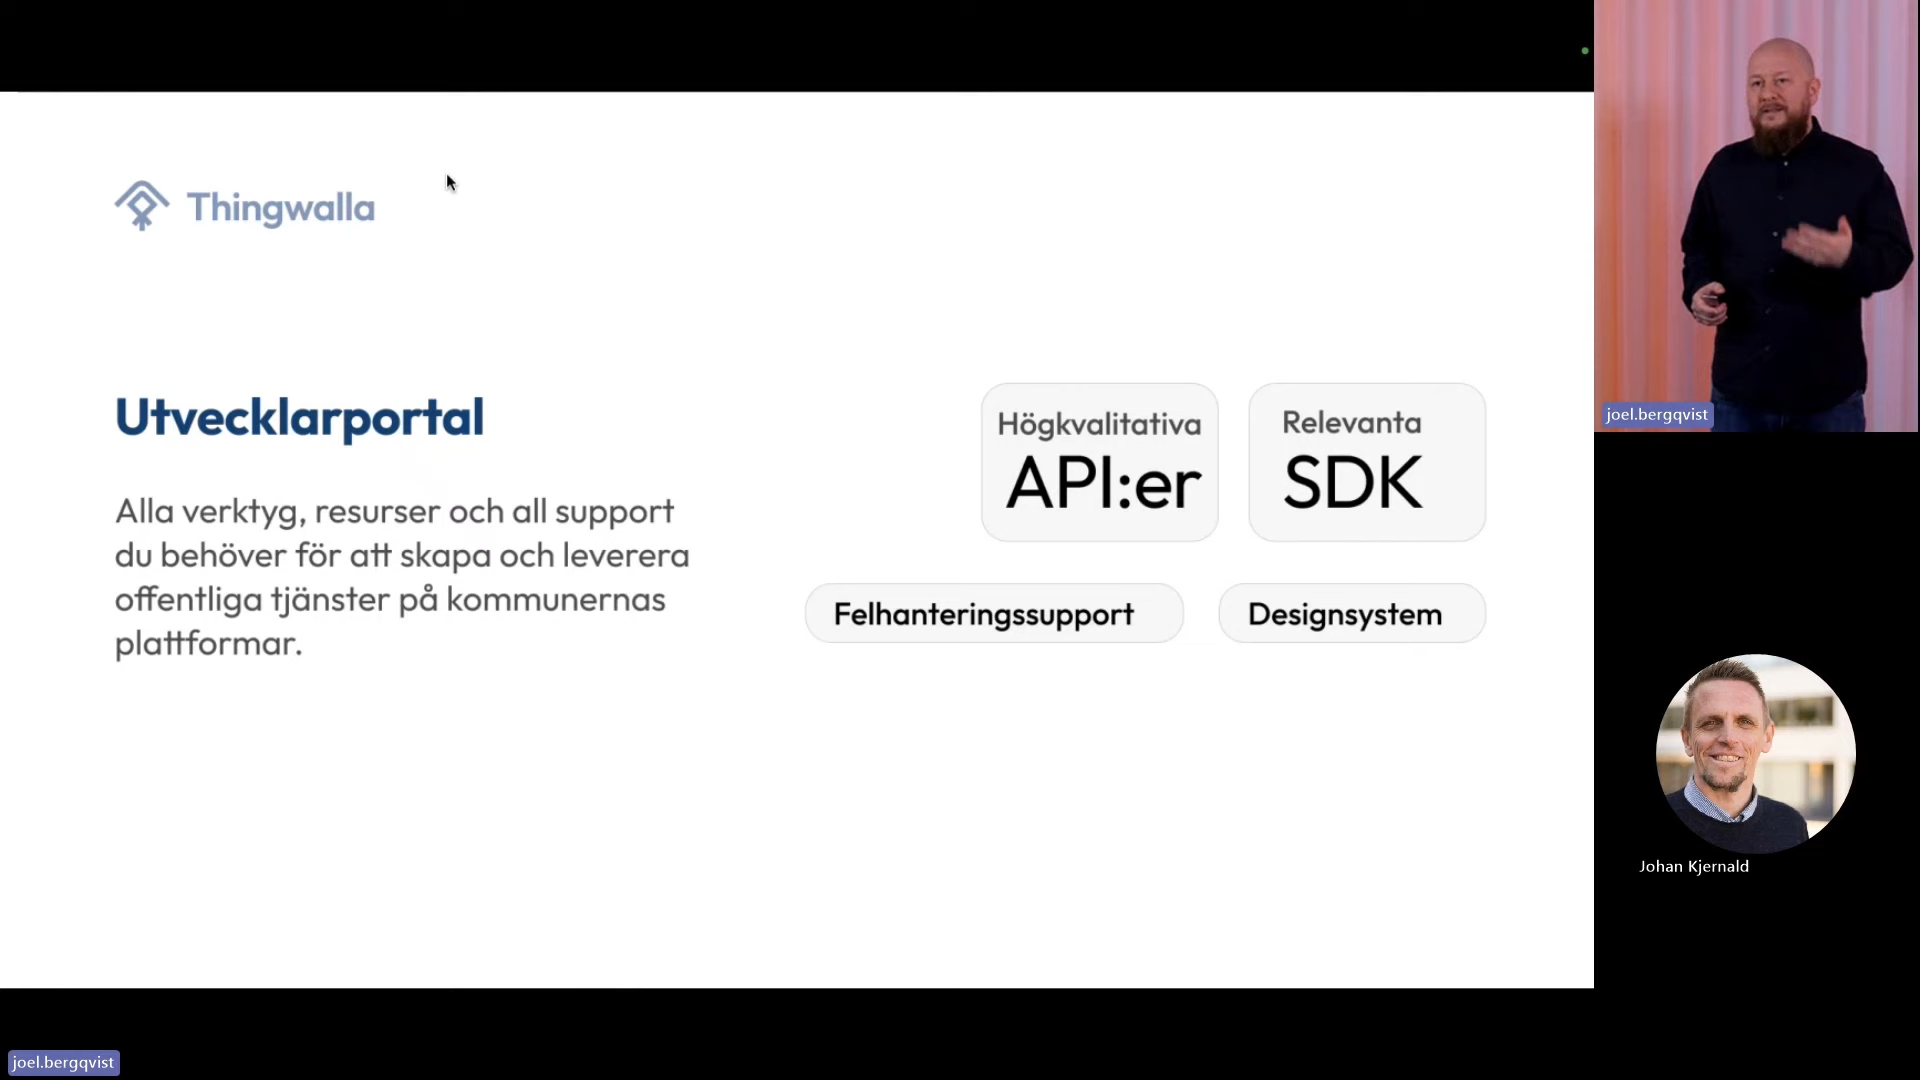 Thingwalla
Utvecklarportal
Alla verktyg, resurser och all support
du behöver för att skapa och leverera
offentliga tjänster på kommunernas
plattformar.
Högkvalitativa
API:er
Relevanta
SDK
Felhanteringssupport
Designsystem
joel.bergqvist
Johan Kjernald
joel.bergqvist